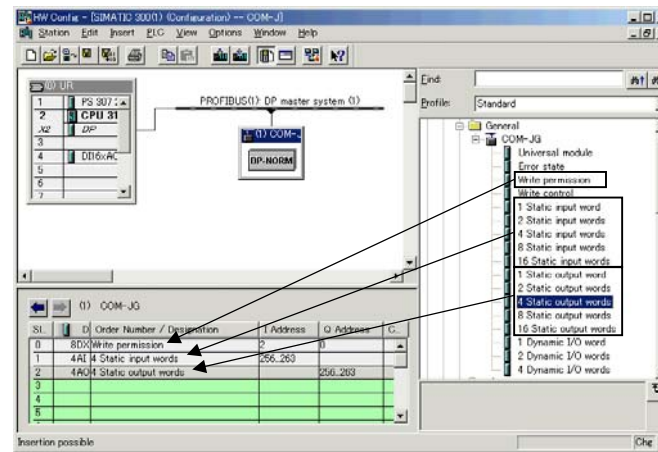 HW Config - [SIMATIC 300(1) (Configuration) -- COM-J]
Station Edit Insert PLC View Options Window Help
(0) UR
1 PS 307
2 CPU 31
X2 DP
3
4 DI16xAC
5
6
7
PROFIBUS(1): DP master system (1)
(1) COM-
DP-NORM
Find:
Profile: Standard
General
COM-JG
Universal module
Error state
Write permission
Write control
1 Static input word
2 Static input words
4 Static input words
8 Static input words
16 Static input words
1 Static output word
2 Static output words
4 Static output words
8 Static output words
16 Static output words
1 Dynamic I/O word
2 Dynamic I/O words
4 Dynamic I/O words
(1) COM-JG
Sl.. D Order Number / Designation I Address Q Address C..
0 8DX Write permission 2 0
1 4AI 4 Static input words 256..263
2 4AO 4 Static output words 256..263
3
4
5
Insertion possible
Chg